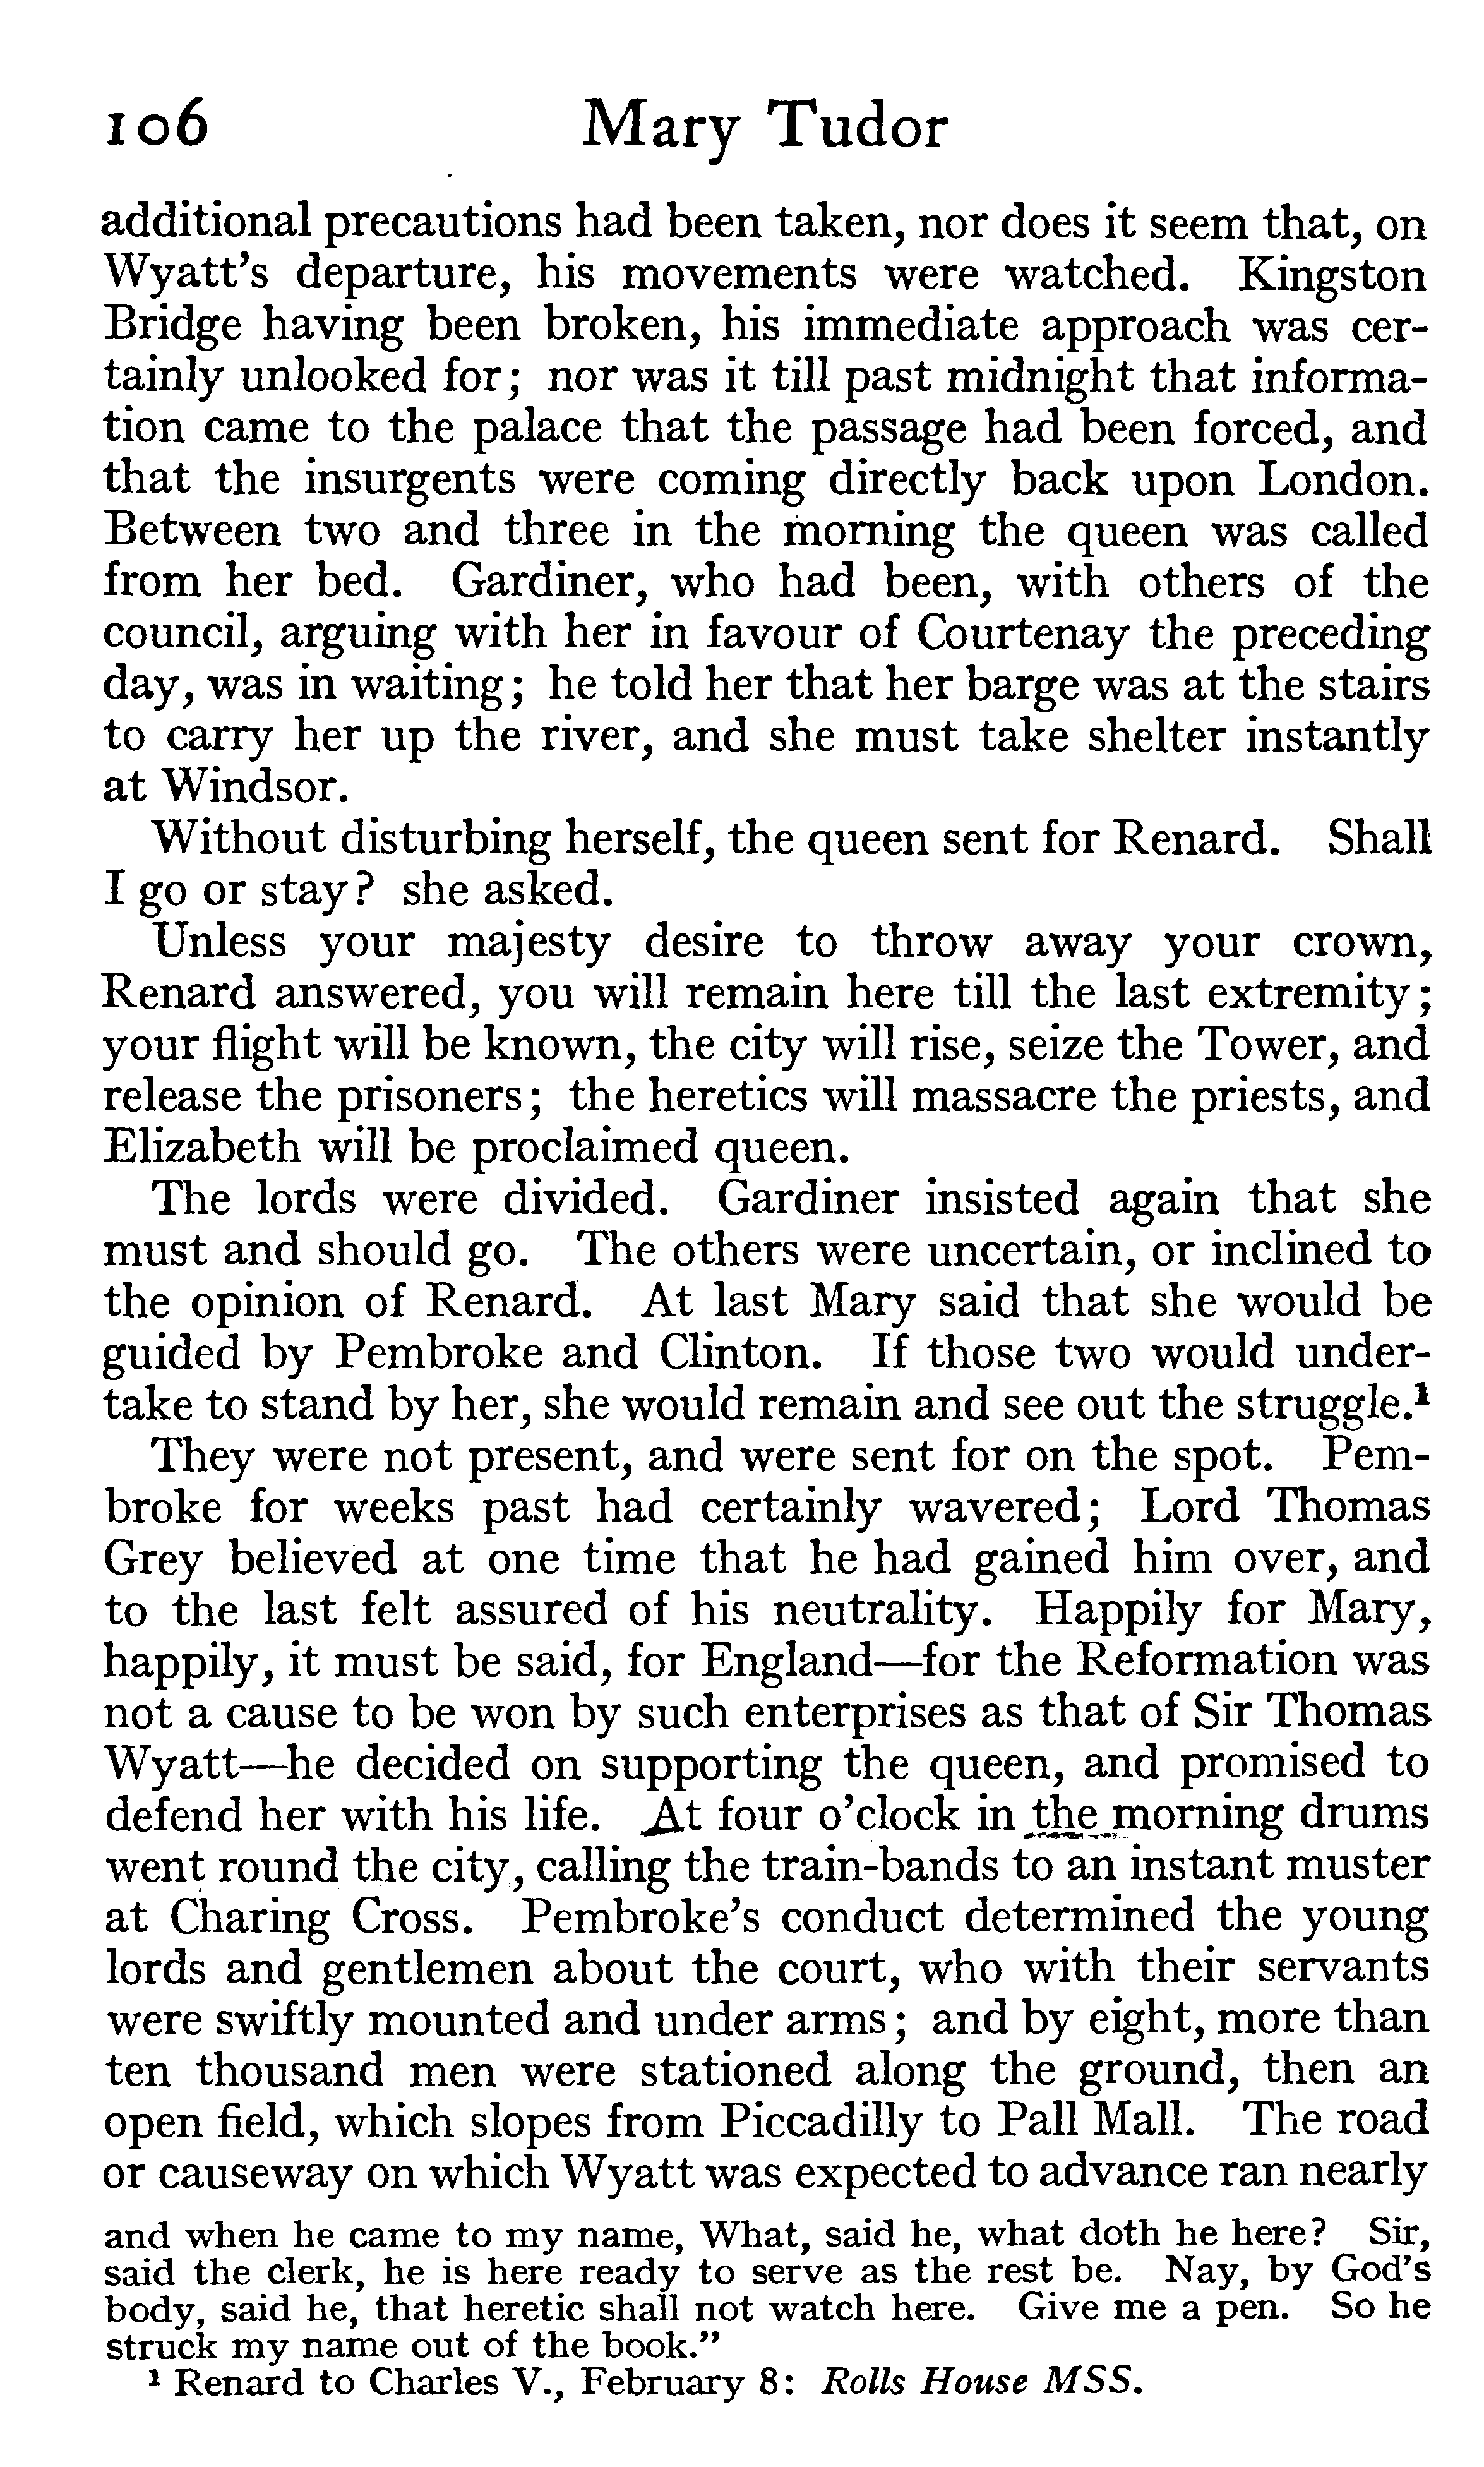 106 Mary Tudor
additional precautions had been taken, nor does it seem that, on
Wyatt's departure, his movements were watched. Kingston
Bridge having been broken, his immediate approach was cer-
tainly unlooked for; nor was it till past midnight that informa-
tion came to the palace that the passage had been forced, and
that the insurgents were coming directly back upon London.
Between two and three in the morning the queen was called
from her bed. Gardiner, who had been, with others of the
council, arguing with her in favour of Courtenay the preceding
day, was in waiting; he told her that her barge was at the stairs
to carry her up the river, and she must take shelter instantly
at Windsor.
Without disturbing herself, the queen sent for Renard. Shall
I go or stay? she asked.
Unless your majesty desire to throw away your crown,
Renard answered, you will remain here till the last extremity;
your flight will be known, the city will rise, seize the Tower, and
release the prisoners; the heretics will massacre the priests, and
Elizabeth will be proclaimed queen.
The lords were divided. Gardiner insisted again that she
must and should go. The others were uncertain, or inclined to
the opinion of Renard. At last Mary said that she would be
guided by Pembroke and Clinton. If those two would under-
take to stand by her, she would remain and see out the struggle.¹
They were not present, and were sent for on the spot. Pem-
broke for weeks past had certainly wavered; Lord Thomas
Grey believed at one time that he had gained him over, and
to the last felt assured of his neutrality. Happily for Mary,
happily, it must be said, for England—for the Reformation was
not a cause to be won by such enterprises as that of Sir Thomas
Wyatt—he decided on supporting the queen, and promised to
defend her with his life. At four o'clock in the morning drums
went round the city, calling the train-bands to an instant muster
at Charing Cross. Pembroke's conduct determined the young
lords and gentlemen about the court, who with their servants
were swiftly mounted and under arms; and by eight, more than
ten thousand men were stationed along the ground, then an
open field, which slopes from Piccadilly to Pall Mall. The road
or causeway on which Wyatt was expected to advance ran nearly
and when he came to my name, What, said he, what doth he here? Sir,
said the clerk, he is here ready to serve as the rest be. Nay, by God's
body, said he, that heretic shall not watch here. Give me a pen. So he
struck my name out of the book."
¹ Renard to Charles V., February 8: Rolls House MSS.